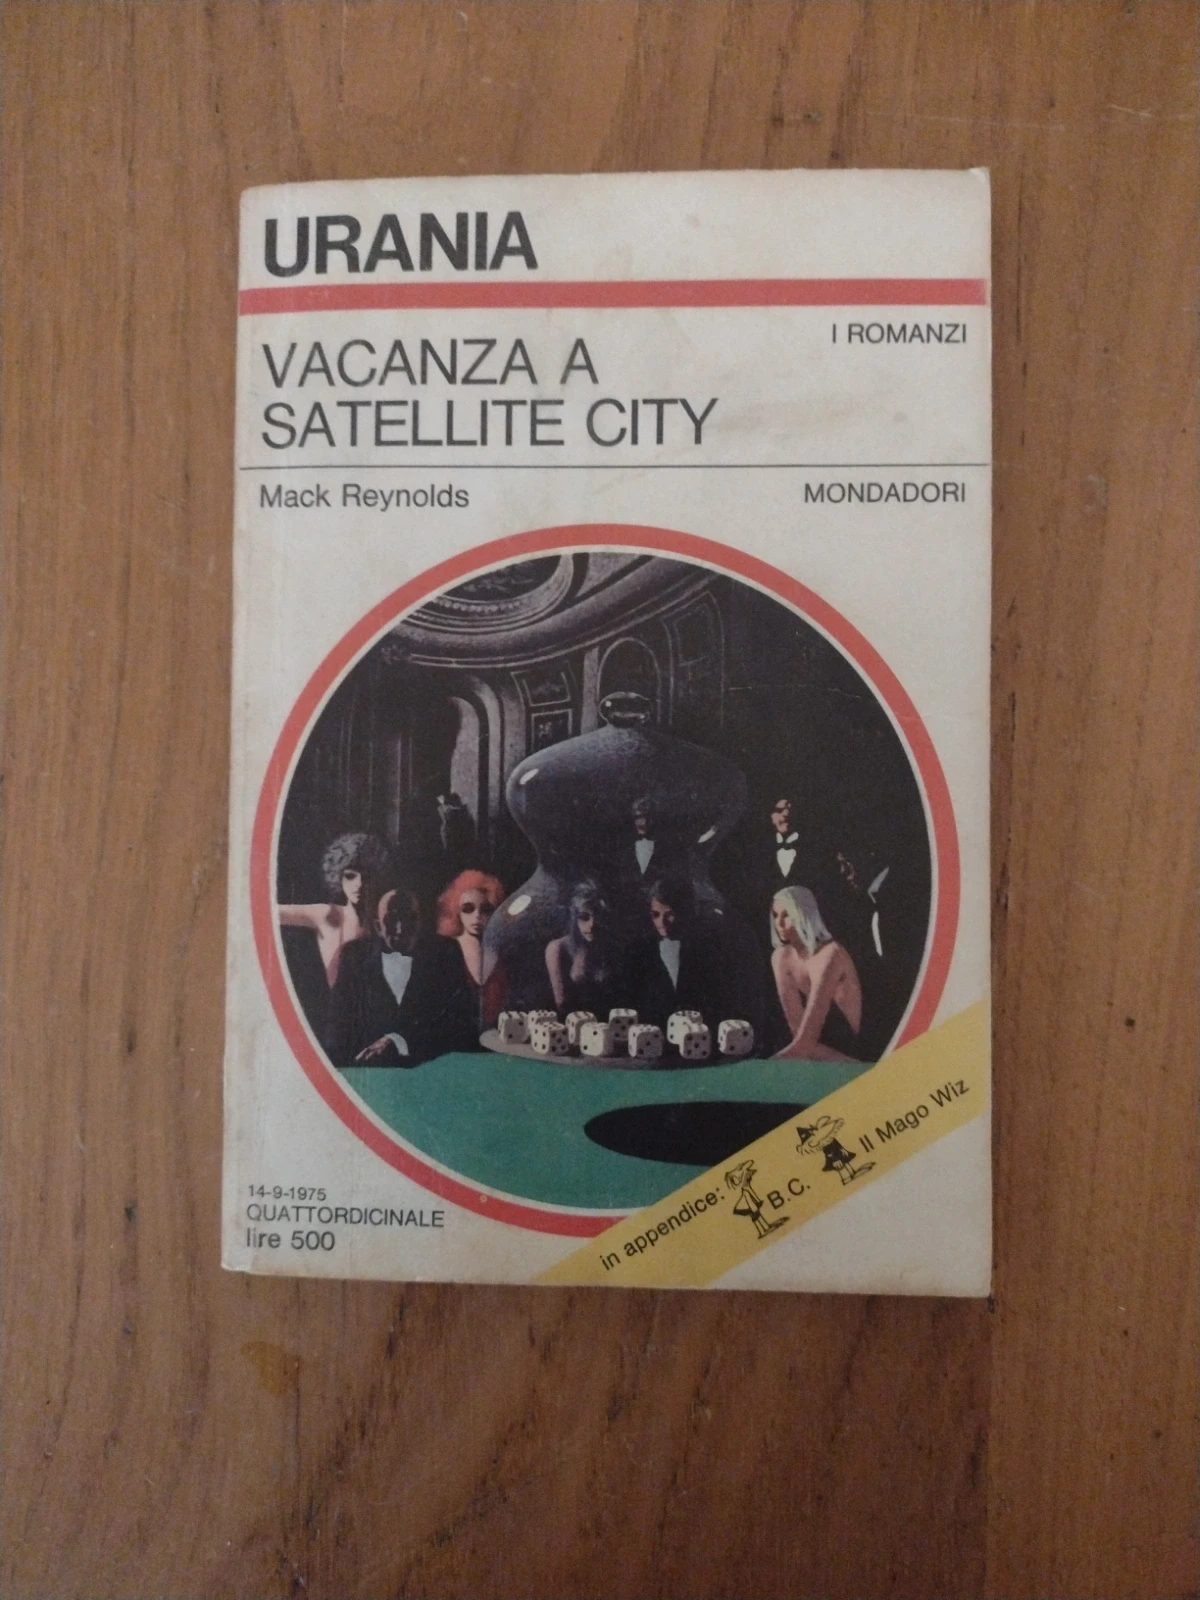 URANIA
I ROMANZI
VACANZA A
SATELLITE CITY
Mack Reynolds
MONDADORI
14-9-1975
QUATTORDICINALE
lire 500
in appendice: B.C. Il Mago Wiz